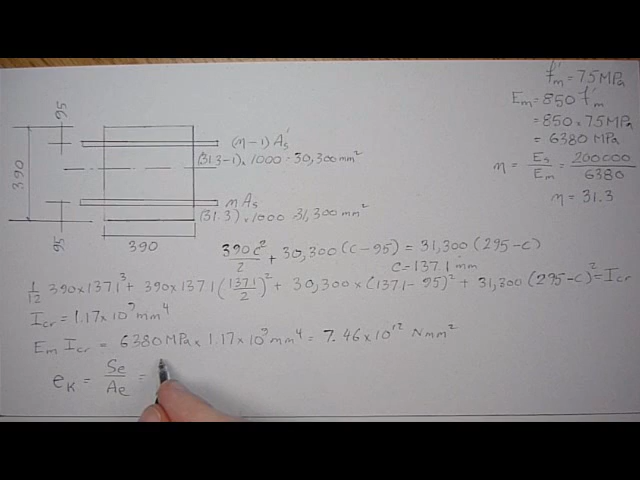 f'm = 7.5 MPa
Em = 850 f'm
= 850 × 7.5 MPa
= 6380 MPa
n = Es/Em = 200000/6380
n = 31.3
95
390
95
390
(n-1) A's
(31.3-1) × 1000 = 30,300 mm²
n As
(31.3) × 1000 = 31,300 mm²
390c²/2 + 30,300 (c-95) = 31,300 (295-c)
c = 137.1 mm
1/12 390×137.1³ + 390×137.1 (137.1/2)² + 30,300 × (137.1-95)² + 31,300 (295-c)² = Icr
Icr = 1.17×10⁹ mm⁴
Em Icr = 6380 MPa × 1.17×10⁹ mm⁴ = 7.46×10¹² N mm²
eK = Se/Ae =